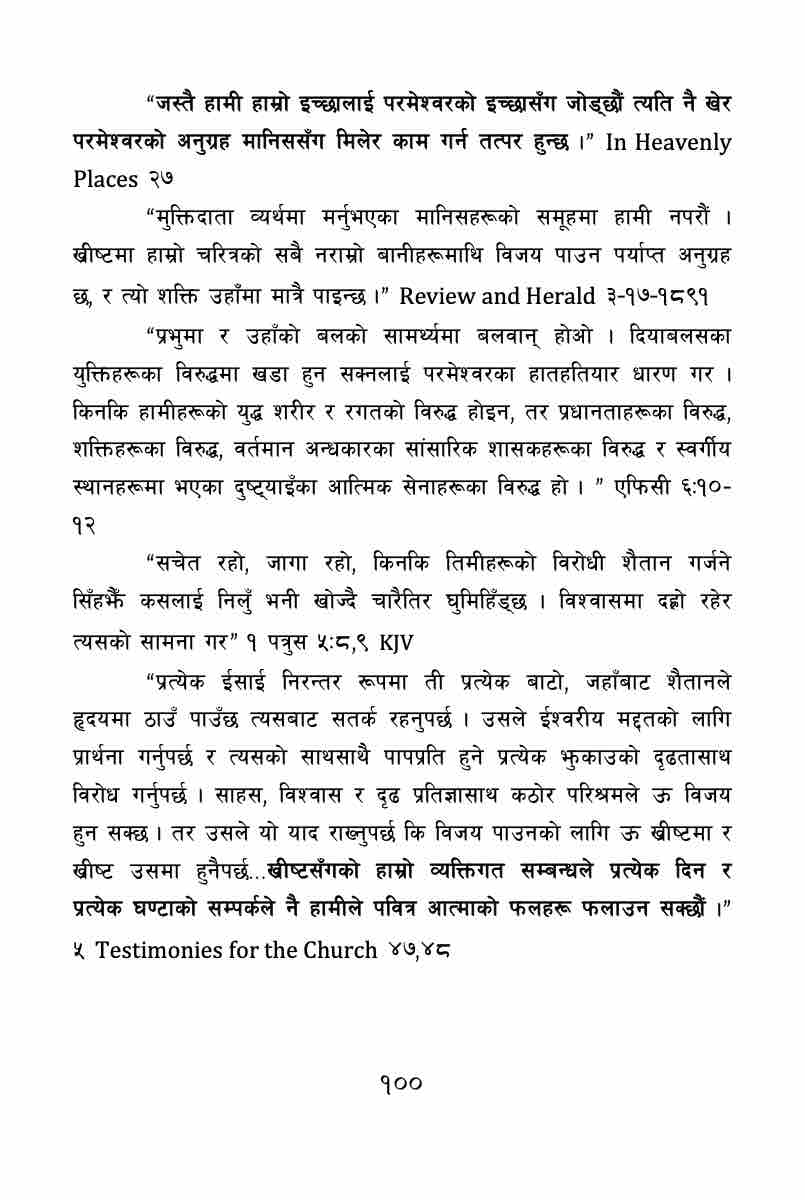 “जस्तै हामी हाम्रो इच्छालाई परमेश्वरको इच्छासँग जोड्छौं त्यति नै खेर
परमेश्वरको अनुग्रह मानिससँग मिलेर काम गर्न तत्पर हुन्छ ।” In Heavenly
Places २७
“मुक्तिदाता व्यर्थमा मर्नुभएका मानिसहरूको समूहमा हामी नपरौं ।
ख्रीष्टमा हाम्रो चरित्रको सबै नराम्रो बानीहरूमाथि विजय पाउन पर्याप्त अनुग्रह
छ, र त्यो शक्ति उहाँमा मात्रै पाइन्छ ।” Review and Herald ३-१७-१८९१
“प्रभुमा र उहाँको बलको सामर्थ्यमा बलवान् होओ । दियाबलसका
युक्तिहरूका विरुद्धमा खडा हुन सक्नलाई परमेश्वरका हातहतियार धारण गर ।
किनकि हामीहरूको युद्ध शरीर र रगतको विरुद्ध होइन, तर प्रधानताहरूका विरुद्ध,
शक्तिहरूका विरुद्ध, वर्तमान अन्धकारका सांसारिक शासकहरूका विरुद्ध र स्वर्गीय
स्थानहरूमा भएका दुष्ट्याइँका आत्मिक सेनाहरूका विरुद्ध हो । ” एफिसी ६:१०-
१२
“सचेत रहो, जागा रहो, किनकि तिमीहरूको विरोधी शैतान गर्जने
सिँहझैँ कसलाई निलुँ भनी खोज्दै चारैतिर घुमिहिँड्छ । विश्वासमा दह्रो रहेर
त्यसको सामना गर” १ पत्रुस ५:८,९ KJV
“प्रत्येक ईसाई निरन्तर रूपमा ती प्रत्येक बाटो, जहाँबाट शैतानले
हृदयमा ठाउँ पाउँछ त्यसबाट सतर्क रहनुपर्छ । उसले ईश्वरीय मद्दतको लागि
प्रार्थना गर्नुपर्छ र त्यसको साथसाथै पापप्रति हुने प्रत्येक झुकाउको दृढतासाथ
विरोध गर्नुपर्छ । साहस, विश्वास र दृढ प्रतिज्ञासाथ कठोर परिश्रमले ऊ विजय
हुन सक्छ । तर उसले यो याद राख्नुपर्छ कि विजय पाउनको लागि ऊ ख्रीष्टमा र
ख्रीष्ट उसमा हुनैपर्छ...ख्रीष्टसँगको हाम्रो व्यक्तिगत सम्बन्धले प्रत्येक दिन र
प्रत्येक घण्टाको सम्पर्कले नै हामीले पवित्र आत्माको फलहरू फलाउन सक्छौं ।”
५ Testimonies for the Church ४७,४८
१००